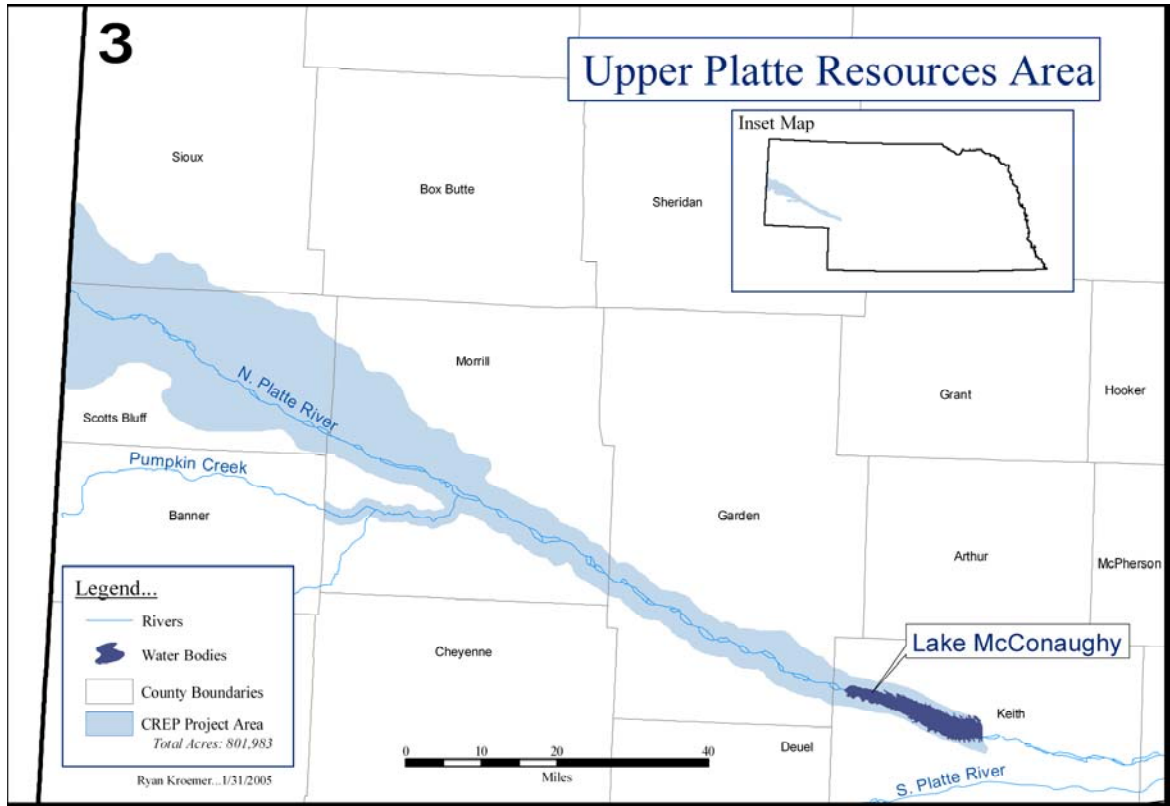 3
Upper Platte Resources Area
Inset Map
Sioux
Box Butte
Sheridan
Morrill
Grant
Hooker
N. Platte River
Scotts Bluff
Pumpkin Creek
Banner
Garden
Arthur
McPherson
Legend...
Rivers
Water Bodies
County Boundaries
CREP Project Area
Total Acres: 801,983
Cheyenne
Lake McConaughy
Keith
Deuel
0 10 20 40
Miles
S. Platte River
Ryan Kroemer...1/31/2005